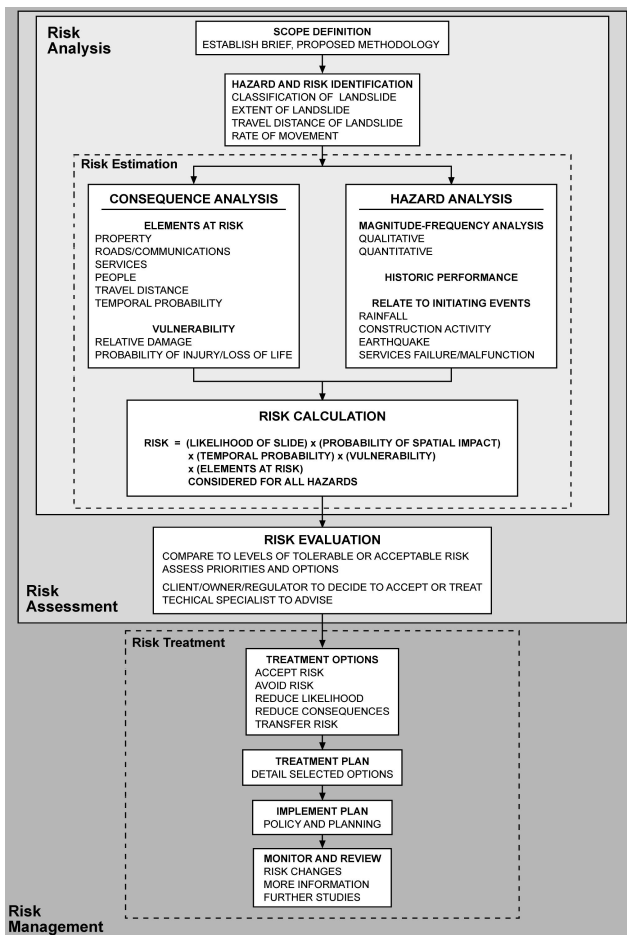 Risk
Analysis
SCOPE DEFINITION
ESTABLISH BRIEF, PROPOSED METHODOLOGY
HAZARD AND RISK IDENTIFICATION
CLASSIFICATION OF LANDSLIDE
EXTENT OF LANDSLIDE
TRAVEL DISTANCE OF LANDSLIDE
RATE OF MOVEMENT
Risk Estimation
CONSEQUENCE ANALYSIS
ELEMENTS AT RISK
PROPERTY
ROADS/COMMUNICATIONS
SERVICES
PEOPLE
TRAVEL DISTANCE
TEMPORAL PROBABILITY
VULNERABILITY
RELATIVE DAMAGE
PROBABILITY OF INJURY/LOSS OF LIFE
HAZARD ANALYSIS
MAGNITUDE-FREQUENCY ANALYSIS
QUALITATIVE
QUANTITATIVE
HISTORIC PERFORMANCE
RELATE TO INITIATING EVENTS
RAINFALL
CONSTRUCTION ACTIVITY
EARTHQUAKE
SERVICES FAILURE/MALFUNCTION
RISK CALCULATION
RISK = (LIKELIHOOD OF SLIDE) x (PROBABILITY OF SPATIAL IMPACT)
x (TEMPORAL PROBABILITY) x (VULNERABILITY)
x (ELEMENTS AT RISK)
CONSIDERED FOR ALL HAZARDS
RISK EVALUATION
COMPARE TO LEVELS OF TOLERABLE OR ACCEPTABLE RISK
ASSESS PRIORITIES AND OPTIONS
CLIENT/OWNER/REGULATOR TO DECIDE TO ACCEPT OR TREAT
TECHICAL SPECIALIST TO ADVISE
Risk
Assessment
Risk Treatment
TREATMENT OPTIONS
ACCEPT RISK
AVOID RISK
REDUCE LIKELIHOOD
REDUCE CONSEQUENCES
TRANSFER RISK
TREATMENT PLAN
DETAIL SELECTED OPTIONS
IMPLEMENT PLAN
POLICY AND PLANNING
MONITOR AND REVIEW
RISK CHANGES
MORE INFORMATION
FURTHER STUDIES
Risk
Management